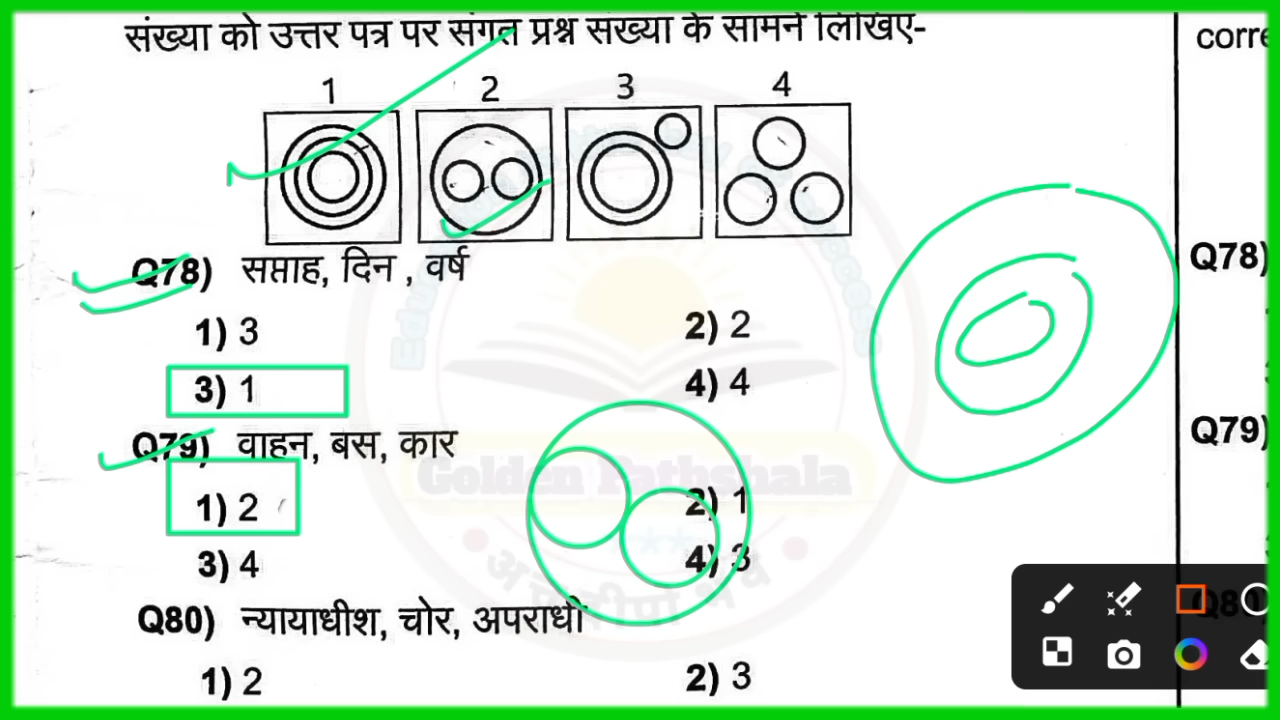 संख्या को उत्तर पत्र पर संगत प्रश्न संख्या के सामने लिखिए-
corre
1 2 3 4
Q78) सप्ताह, दिन , वर्ष
Q78)
1) 3 2) 2
3) 1 4) 4
Q79) वाहन, बस, कार
Q79)
Golden Pathshala
1) 2 2) 1
3) 4 4) 3
Q80) न्यायाधीश, चोर, अपराधी
Q80)
1) 2 2) 3